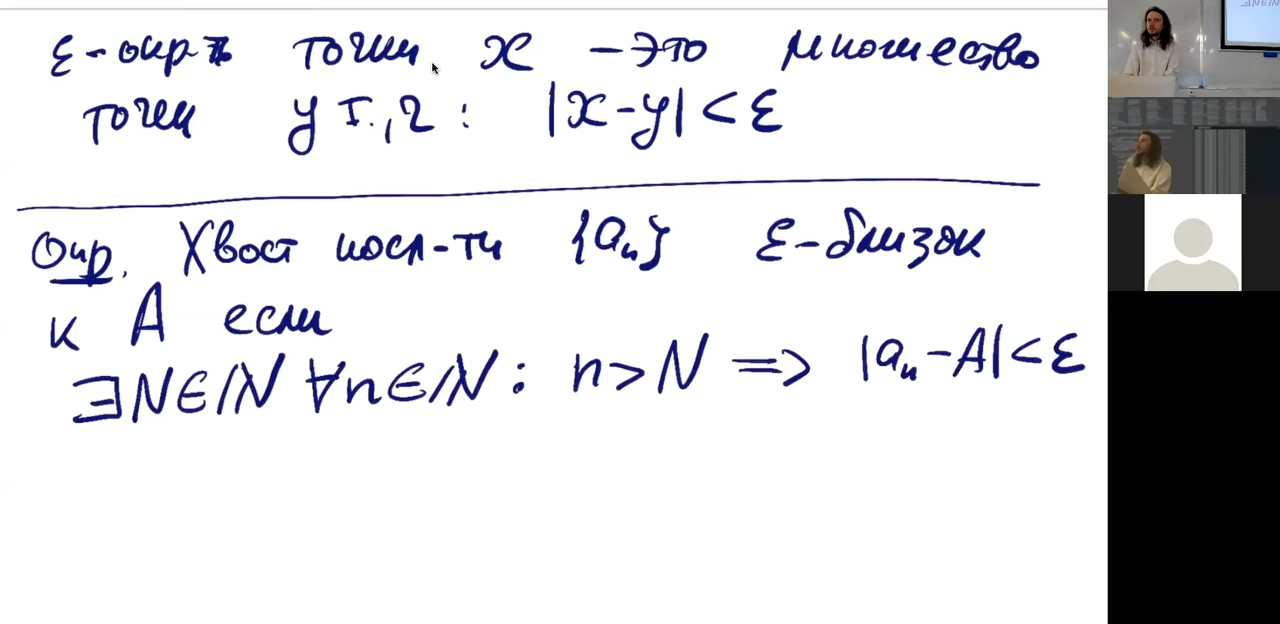 ε-окр точки x - это множество
точек y т.,ч : |x-y|<ε
Опр. Хвост посл-ти {aₙ} ε-близок
к A если
∃N∈ℕ ∀n∈ℕ : n>N => |aₙ-A|<ε